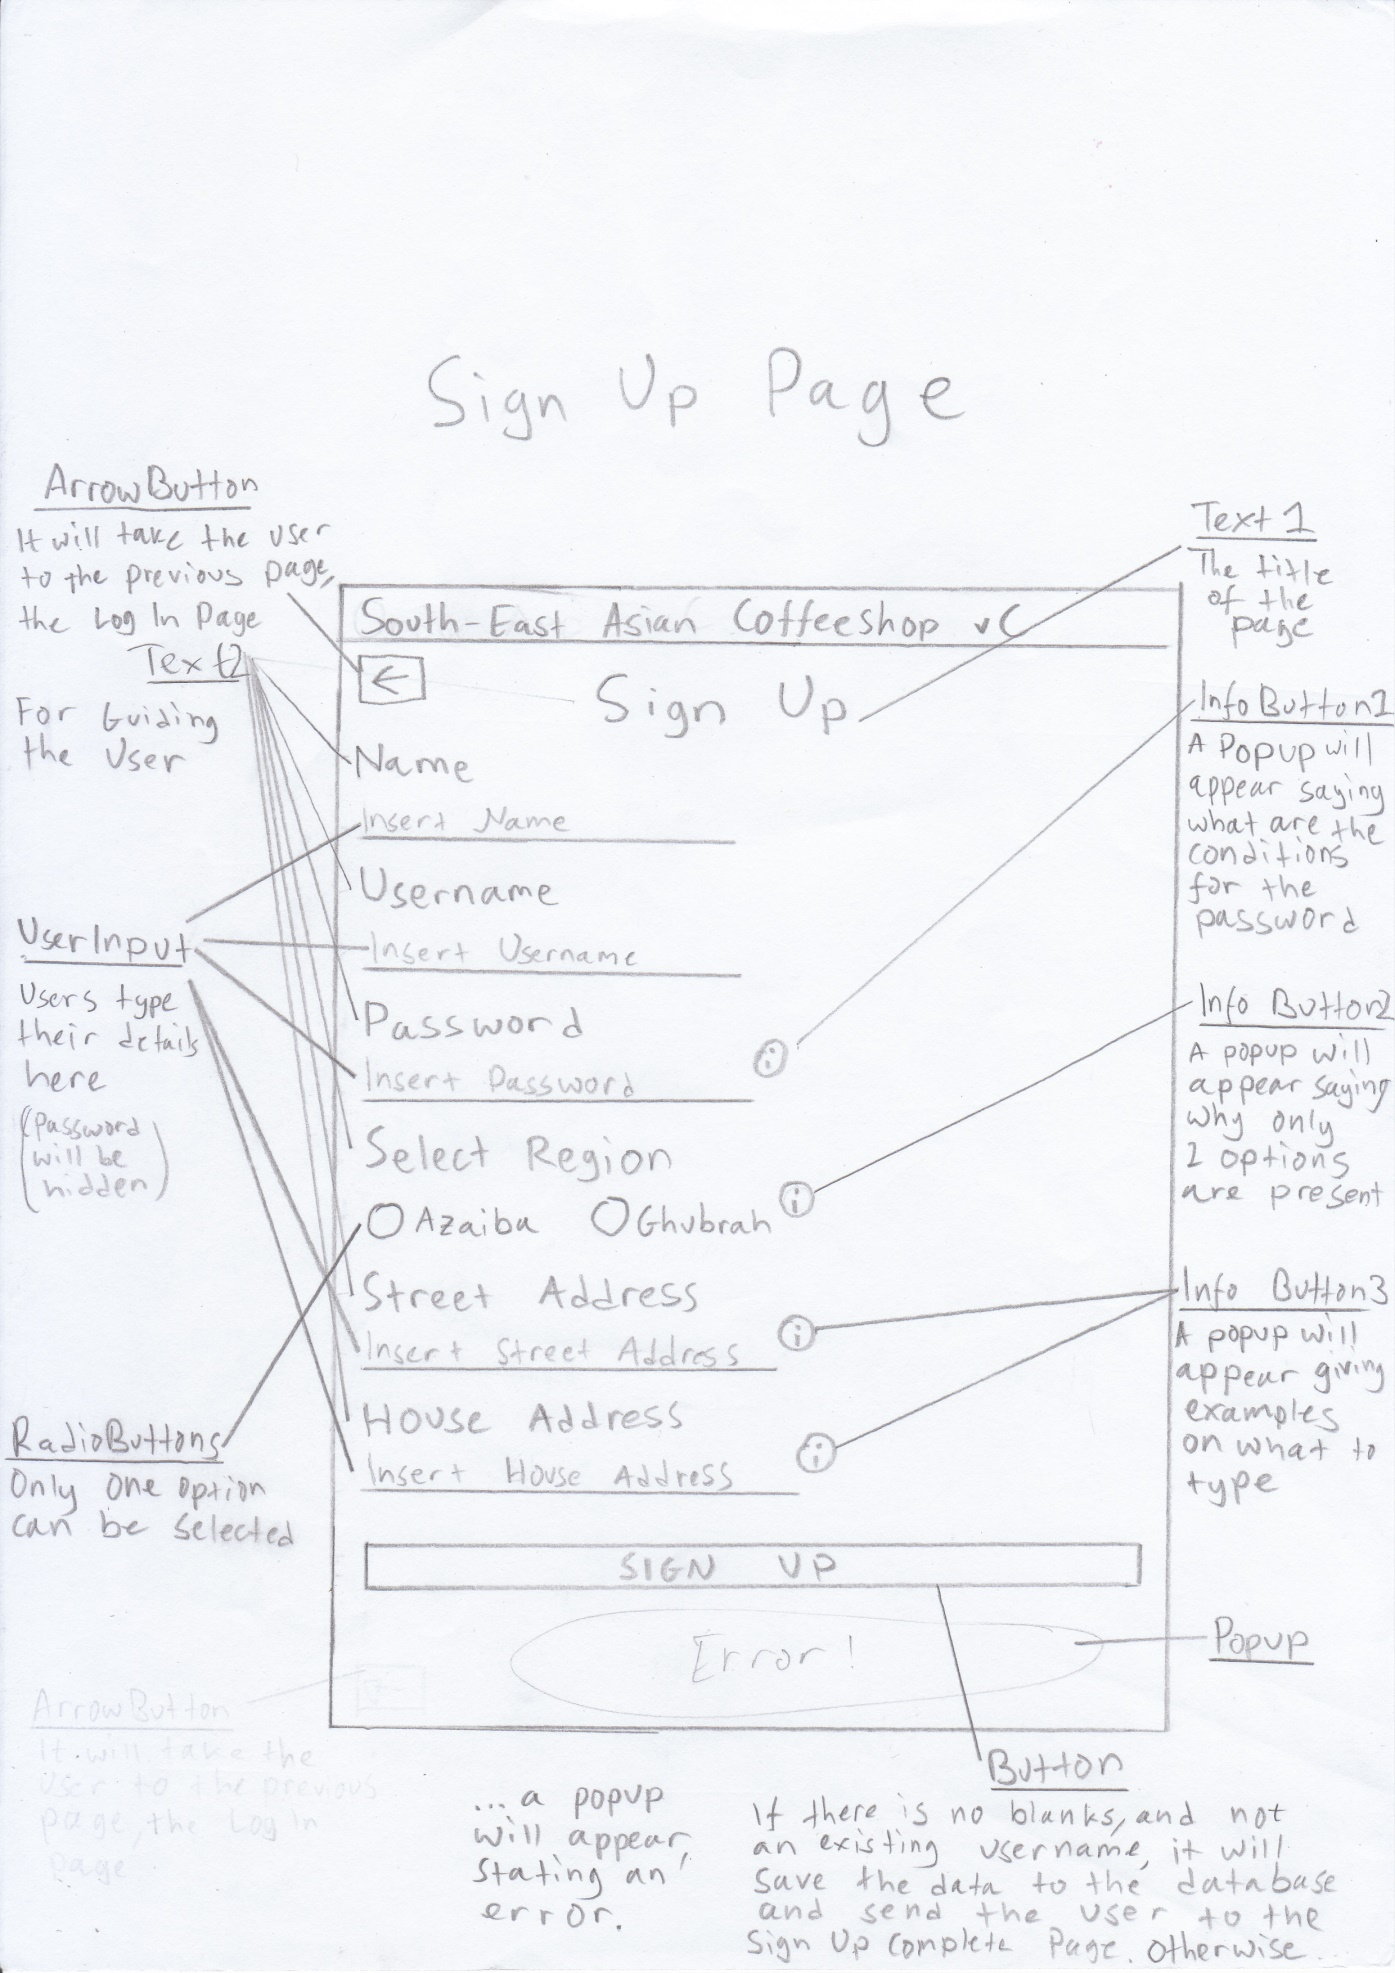 Sign Up Page
ArrowButton
It will take the user
to the previous page,
the Log In Page
Text2
For Guiding
the User
UserInput
Users type
their details
here
(Password
will be
hidden)
RadioButtons
Only one option
can be selected
South-East Asian Coffeeshop vC
←
Sign Up
Name
Insert Name
Username
Insert Username
Password
Insert Password
i
Select Region
Azaiba Ghubrah
i
Street Address
Insert Street Address
i
House Address
Insert House Address
i
SIGN UP
Error!
Text 1
The title
of the
page
Info Button1
A Popup will
appear saying
what are the
conditions
for the
password
Info Button2
A popup will
appear saying
why only
2 options
are present
Info Button3
A popup will
appear giving
examples
on what to
type
Popup
Button
If there is no blanks, and not
an existing username, it will
save the data to the database
and send the user to the
Sign Up Complete Page. Otherwise...
...a popup
will appear,
stating an
error.
ArrowButton
It will take the
user to the previous
page, the Log In
page